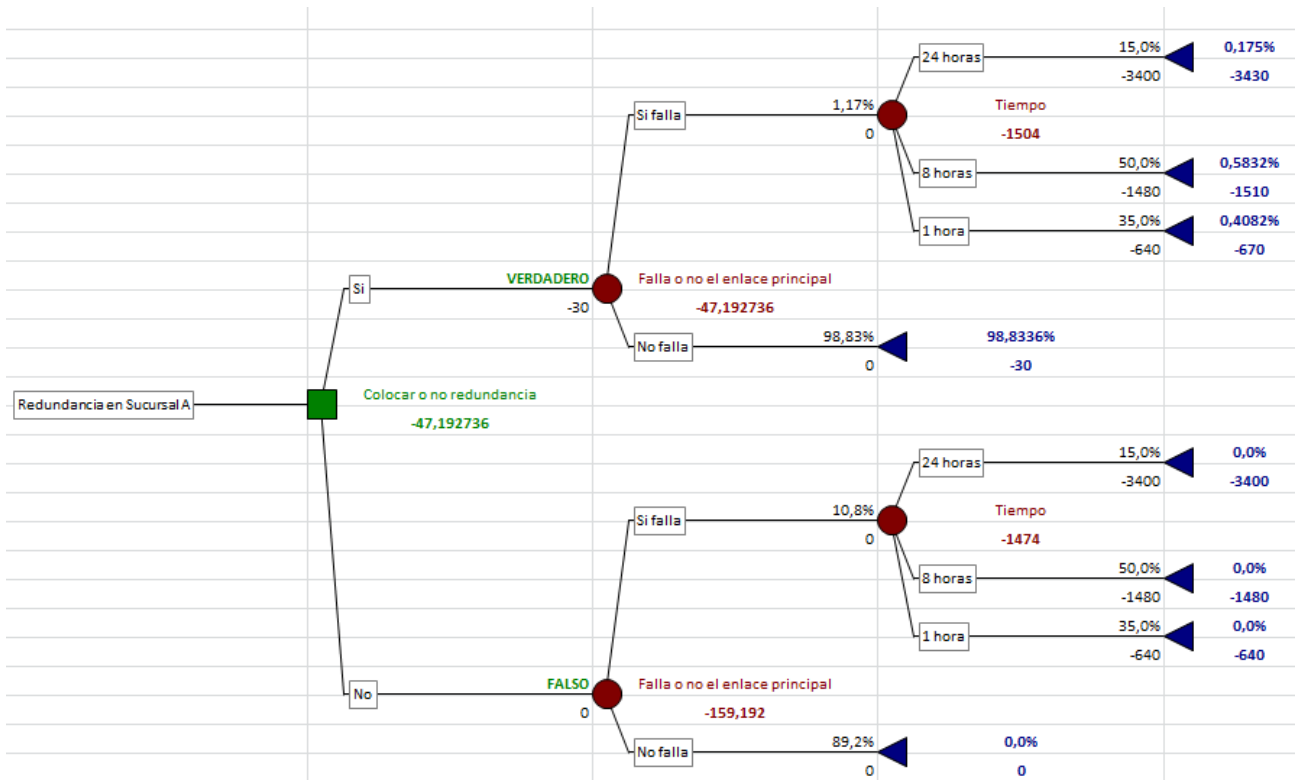 24 horas 15,0% 0,175%
-3400 -3430
Si falla 1,17% Tiempo
0 -1504
8 horas 50,0% 0,5832%
-1480 -1510
1 hora 35,0% 0,4082%
-640 -670
Si VERDADERO Falla o no el enlace principal
-30 -47,192736
No falla 98,83% 98,8336%
0 -30
Redundancia en Sucursal A Colocar o no redundancia
-47,192736
24 horas 15,0% 0,0%
-3400 -3400
Si falla 10,8% Tiempo
0 -1474
8 horas 50,0% 0,0%
-1480 -1480
1 hora 35,0% 0,0%
-640 -640
No FALSO Falla o no el enlace principal
0 -159,192
No falla 89,2% 0,0%
0 0